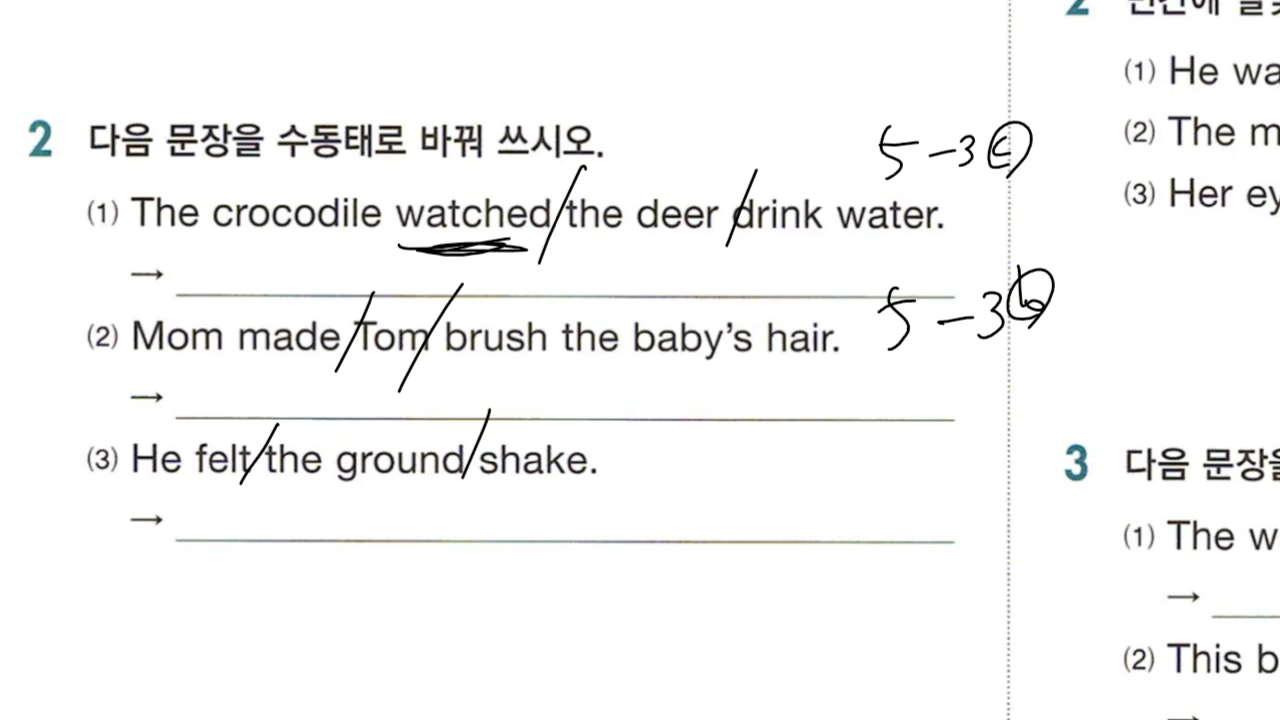 2 다음 문장을 수동태로 바꿔 쓰시오.
5-3ⓒ
(1) The crocodile watched/the deer/drink water.
→
(2) Mom made/Tom/brush the baby's hair.
5-3ⓑ
→
(3) He felt/the ground/shake.
→
2
(1) He wa
(2) The m
(3) Her ey
3 다음 문장을
(1) The w
→
(2) This b
→